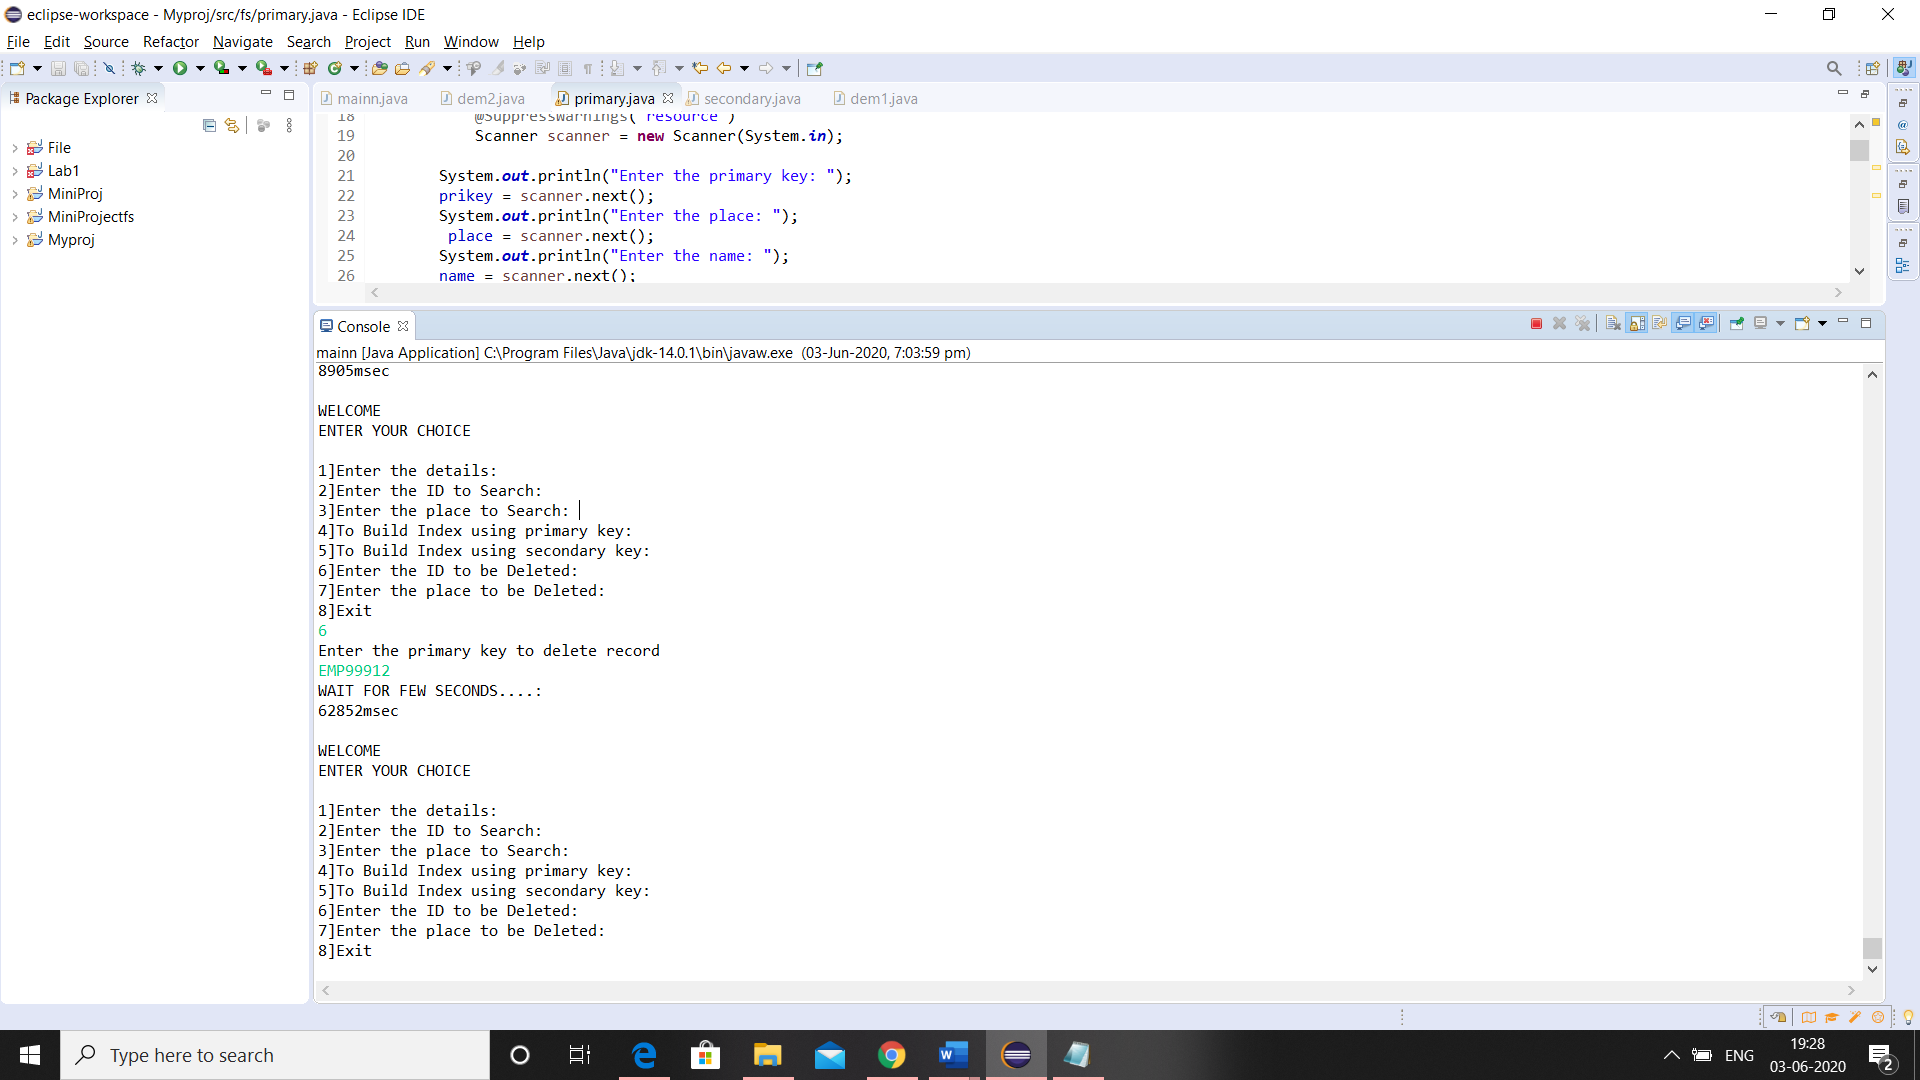 eclipse-workspace - Myproj/src/fs/primary.java - Eclipse IDE
File Edit Source Refactor Navigate Search Project Run Window Help
Package Explorer
mainn.java dem2.java primary.java secondary.java dem1.java
File
Lab1
MiniProj
MiniProjectfs
Myproj
18 @SuppressWarnings("resource")
19 Scanner scanner = new Scanner(System.in);
20
21 System.out.println("Enter the primary key: ");
22 prikey = scanner.next();
23 System.out.println("Enter the place: ");
24 place = scanner.next();
25 System.out.println("Enter the name: ");
26 name = scanner.next();
Console
mainn [Java Application] C:\Program Files\Java\jdk-14.0.1\bin\javaw.exe (03-Jun-2020, 7:03:59 pm)
8905msec
WELCOME
ENTER YOUR CHOICE
1]Enter the details:
2]Enter the ID to Search:
3]Enter the place to Search:
4]To Build Index using primary key:
5]To Build Index using secondary key:
6]Enter the ID to be Deleted:
7]Enter the place to be Deleted:
8]Exit
6
Enter the primary key to delete record
EMP99912
WAIT FOR FEW SECONDS....:
62852msec
WELCOME
ENTER YOUR CHOICE
1]Enter the details:
2]Enter the ID to Search:
3]Enter the place to Search:
4]To Build Index using primary key:
5]To Build Index using secondary key:
6]Enter the ID to be Deleted:
7]Enter the place to be Deleted:
8]Exit
Type here to search
ENG
19:28
03-06-2020
2